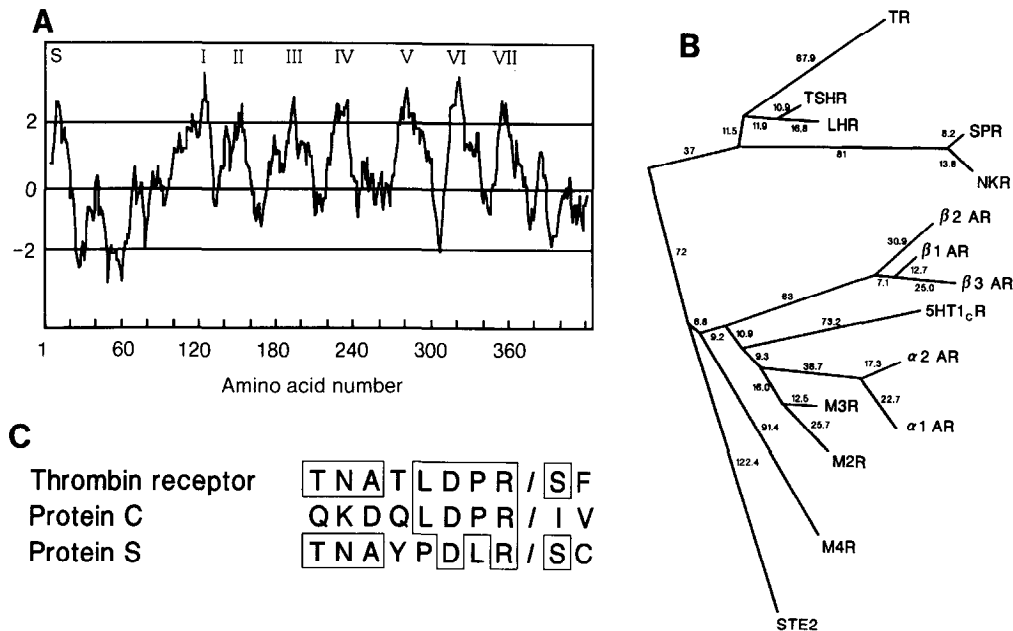 A
S I II III IV V VI VII
2
0
-2
1 60 120 180 240 300 360
Amino acid number
B
TR
67.9
10.9 TSHR
11.5 11.9 16.8 LHR
8.2 SPR
37 81
13.8 NKR
β2 AR
30.9
β1 AR
72
12.7
7.1 25.0 β3 AR
63
5HT1cR
73.2
6.8 9.2 10.9
9.3 38.7 17.3 α2 AR
16.0
12.5 M3R 22.7
α1 AR
91.4 25.7
M2R
122.4
M4R
STE2
C
Thrombin receptor T N A T L D P R / S F
Protein C Q K D Q L D P R / I V
Protein S T N A Y P D L R / S C